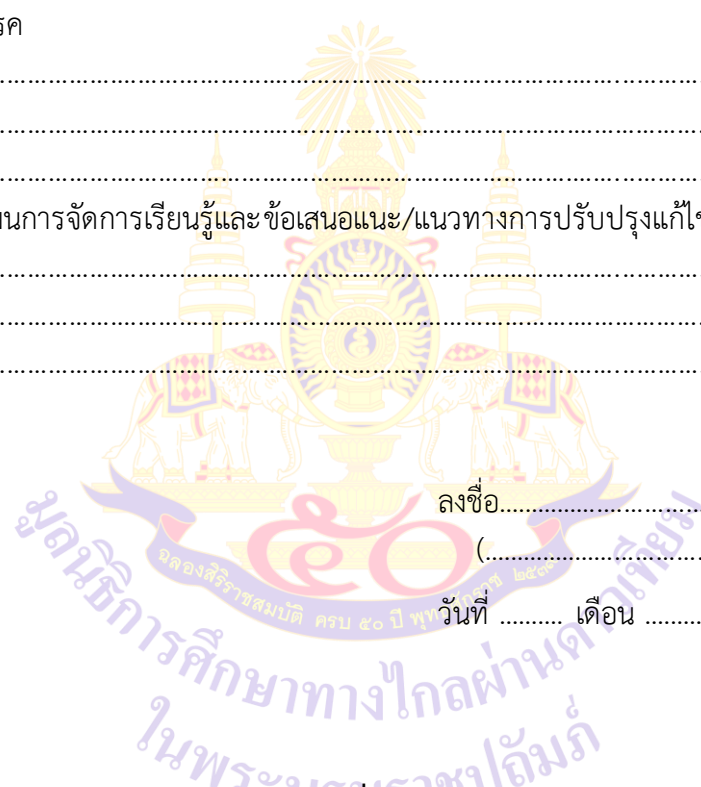 ................................................................................
................................................................................
................................................................................
การจัดการเรียนรู้และข้อเสนอแนะ/แนวทางการปรับปรุงแก้ไข
................................................................................
................................................................................
................................................................................
ลงชื่อ..............................
(..............................
วันที่ .......... เดือน ..........
ฉลองสิริราชสมบัติ ครบ ๕๐ ปี
๕๐
มูลนิธิการศึกษาทางไกลผ่านดาวเทียม
ในพระบรมราชูปถัมภ์